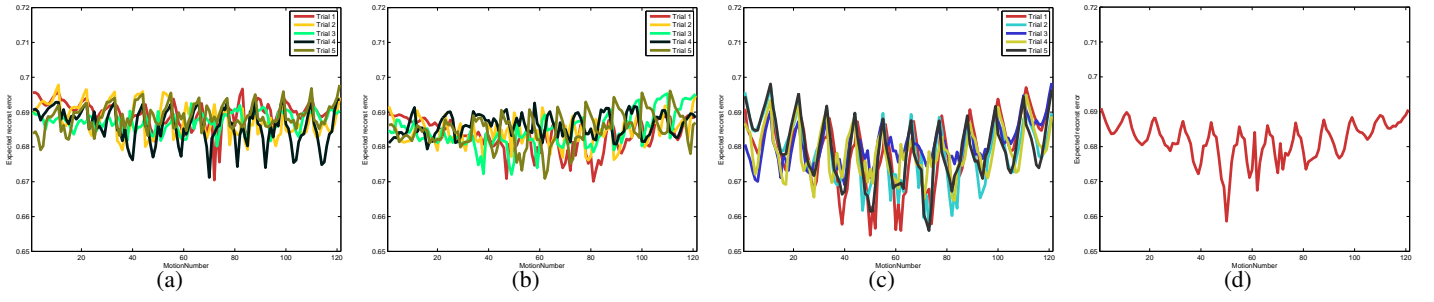 0.72
0.71
0.7
0.69
0.68
0.67
0.66
0.65
Expected reconst error
20 40 60 80 100 120
MotionNumber
Trial 1
Trial 2
Trial 3
Trial 4
Trial 5
(a)
0.72
0.71
0.7
0.69
0.68
0.67
0.66
0.65
Expected reconst error
20 40 60 80 100 120
MotionNumber
Trial 1
Trial 2
Trial 3
Trial 4
Trial 5
(b)
0.72
0.71
0.7
0.69
0.68
0.67
0.66
0.65
Expected reconst error
20 40 60 80 100 120
MotionNumber
Trial 1
Trial 2
Trial 3
Trial 4
Trial 5
(c)
0.72
0.71
0.7
0.69
0.68
0.67
0.66
0.65
Expected reconst error
20 40 60 80 100 120
MotionNumber
(d)